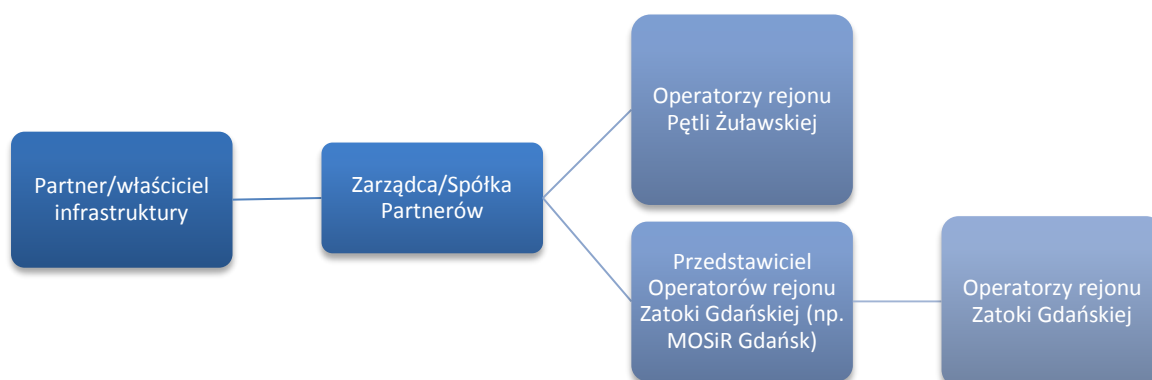 Partner/właściciel
infrastruktury
Zarządca/Spółka
Partnerów
Operatorzy rejonu
Pętli Żuławskiej
Przedstawiciel
Operatorów rejonu
Zatoki Gdańskiej (np.
MOSiR Gdańsk)
Operatorzy rejonu
Zatoki Gdańskiej